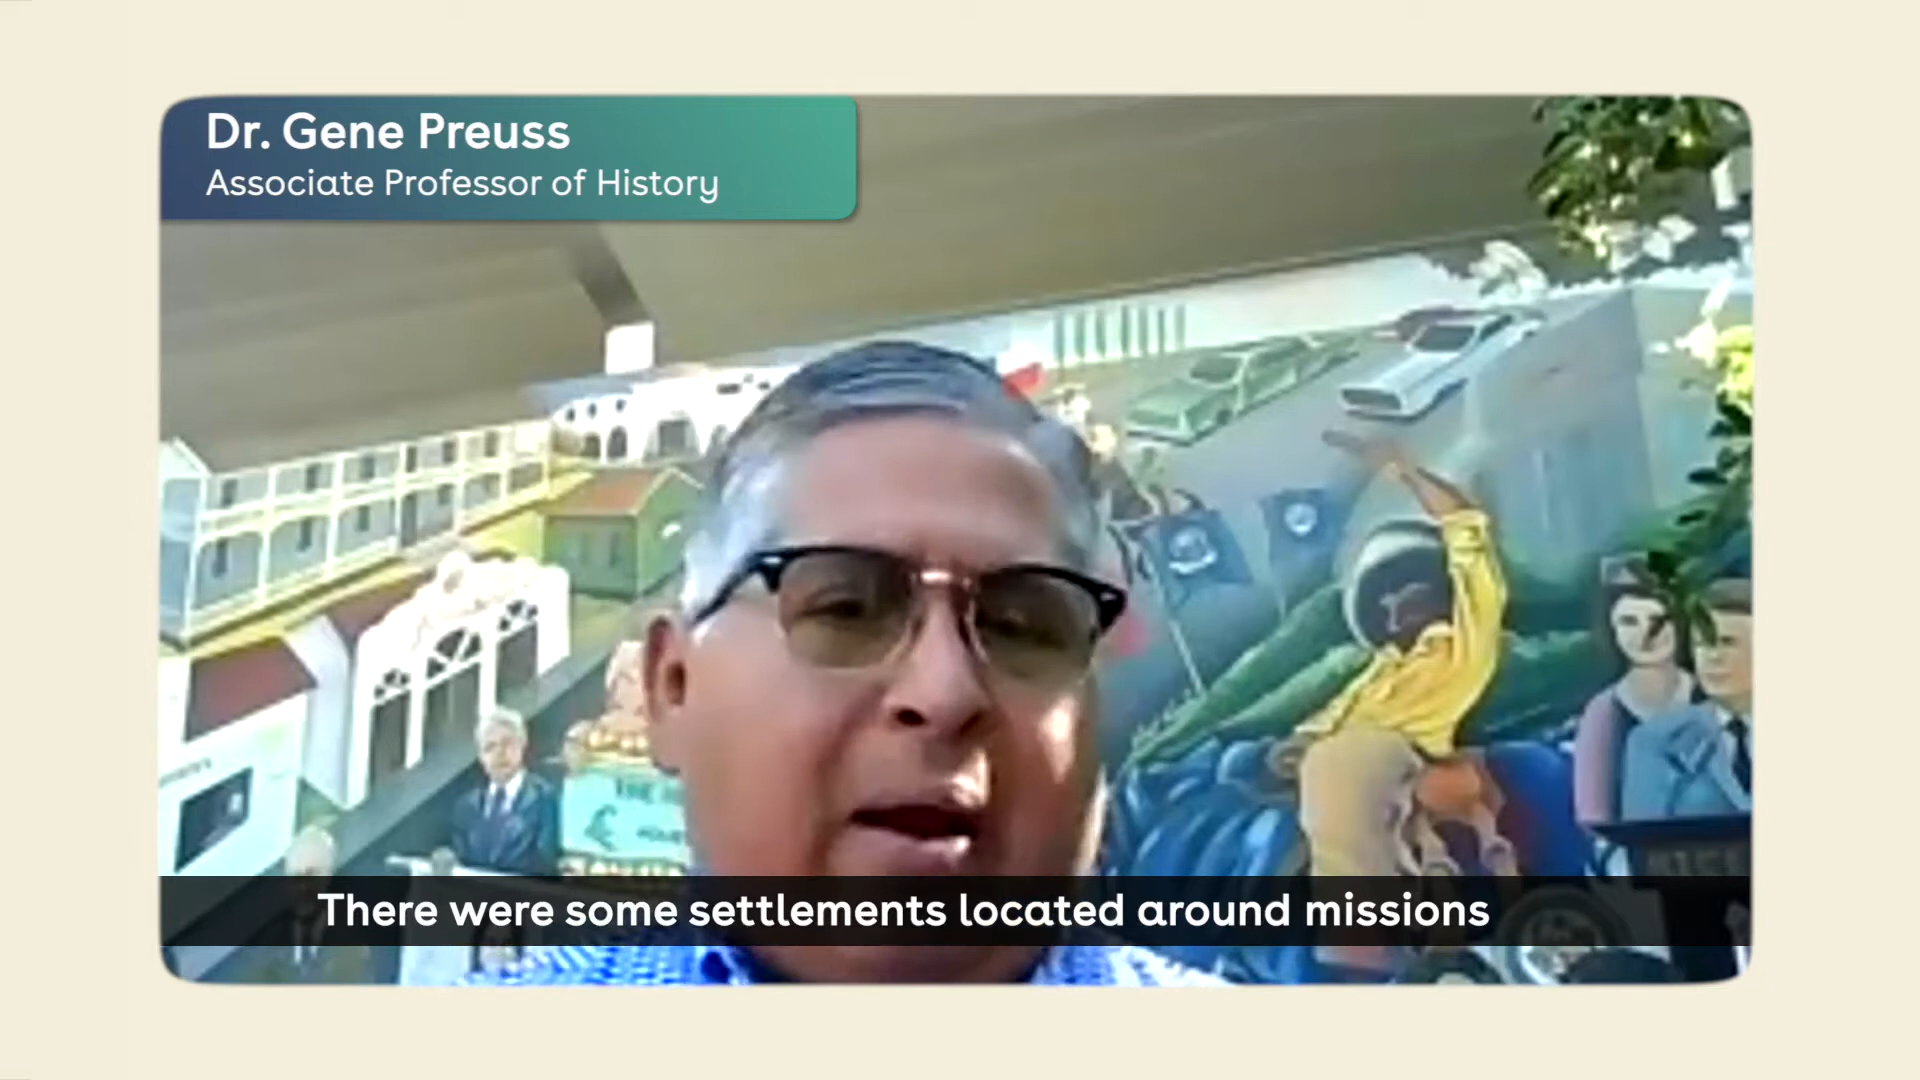 Dr. Gene Preuss
Associate Professor of History
There were some settlements located around missions